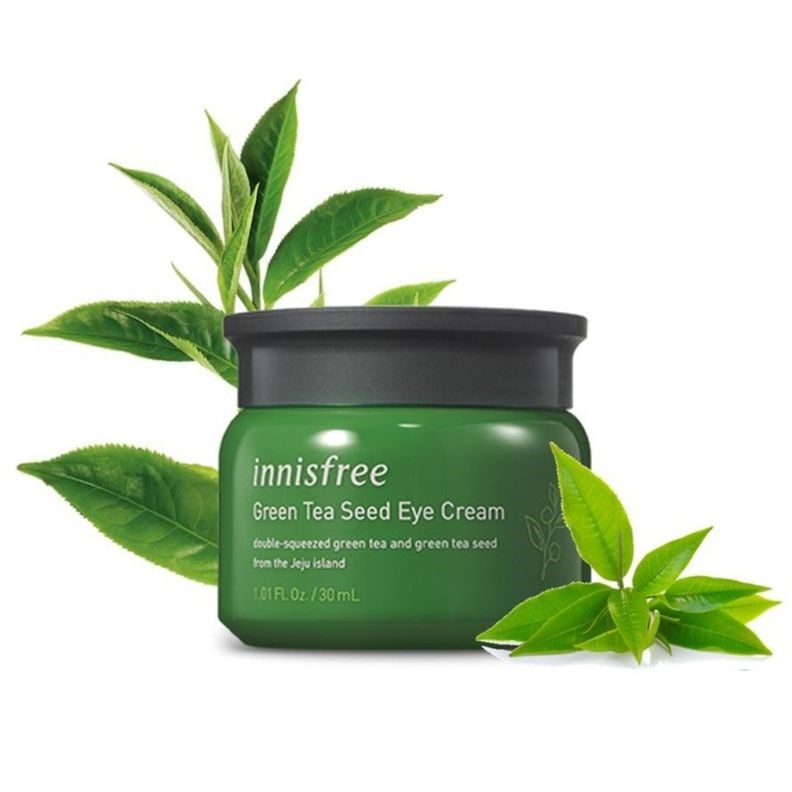 innisfree
Green Tea Seed Eye Cream
double-squeezed green tea and green tea seed
from the Jeju island
1.01 FL. Oz. / 30 mL